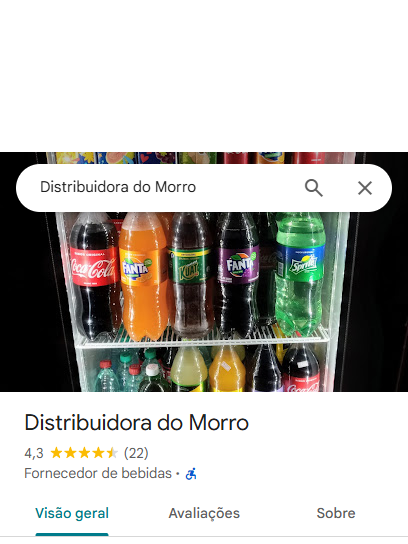 Distribuidora do Morro
Coca-Cola
FANTA
KUAT
FANTA
Sprite
Distribuidora do Morro
4,3 (22)
Fornecedor de bebidas ·
Visão geral Avaliações Sobre